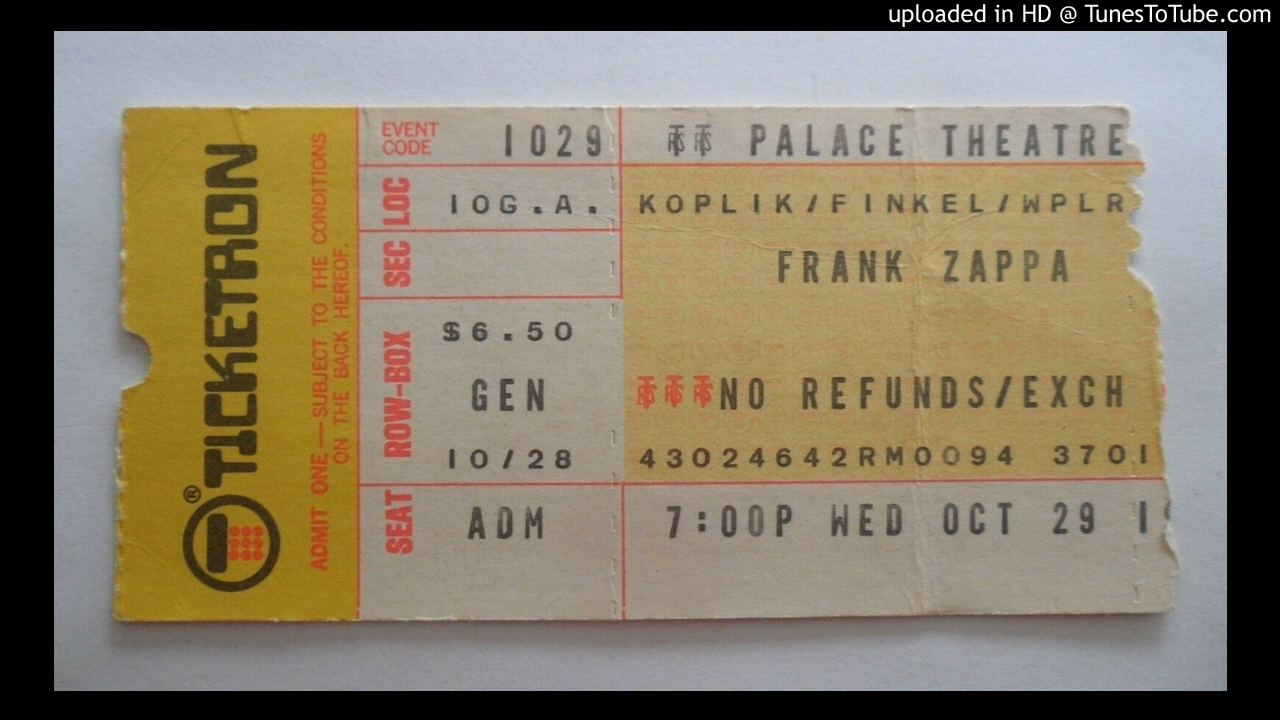 uploaded in HD @ TunesToTube.com
TICKETRON
®
ADMIT ONE—SUBJECT TO THE CONDITIONS
ON THE BACK HEREOF.
EVENT
CODE
1029
PALACE THEATRE
LOC
10G.A.
KOPLIK/FINKEL/WPLR
SEC
FRANK ZAPPA
ROW-BOX
$6.50
GEN
NO REFUNDS/EXCH
10/28
43024642RM0094 3701
SEAT
ADM
7:00P WED OCT 29 1